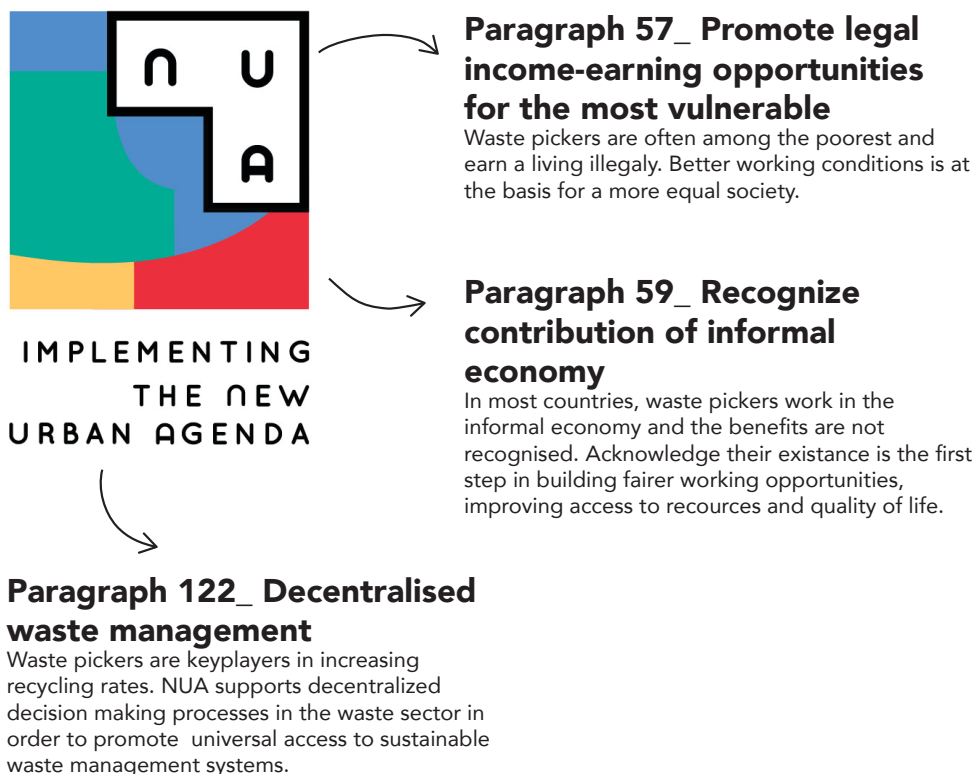 N U
A
IMPLEMENTING
THE NEW
URBAN AGENDA
Paragraph 57_ Promote legal
income-earning opportunities
for the most vulnerable
Waste pickers are often among the poorest and
earn a living illegaly. Better working conditions is at
the basis for a more equal society.
Paragraph 59_ Recognize
contribution of informal
economy
In most countries, waste pickers work in the
informal economy and the benefits are not
recognised. Acknowledge their existance is the first
step in building fairer working opportunities,
improving access to recources and quality of life.
Paragraph 122_ Decentralised
waste management
Waste pickers are keyplayers in increasing
recycling rates. NUA supports decentralized
decision making processes in the waste sector in
order to promote  universal access to sustainable
waste management systems.